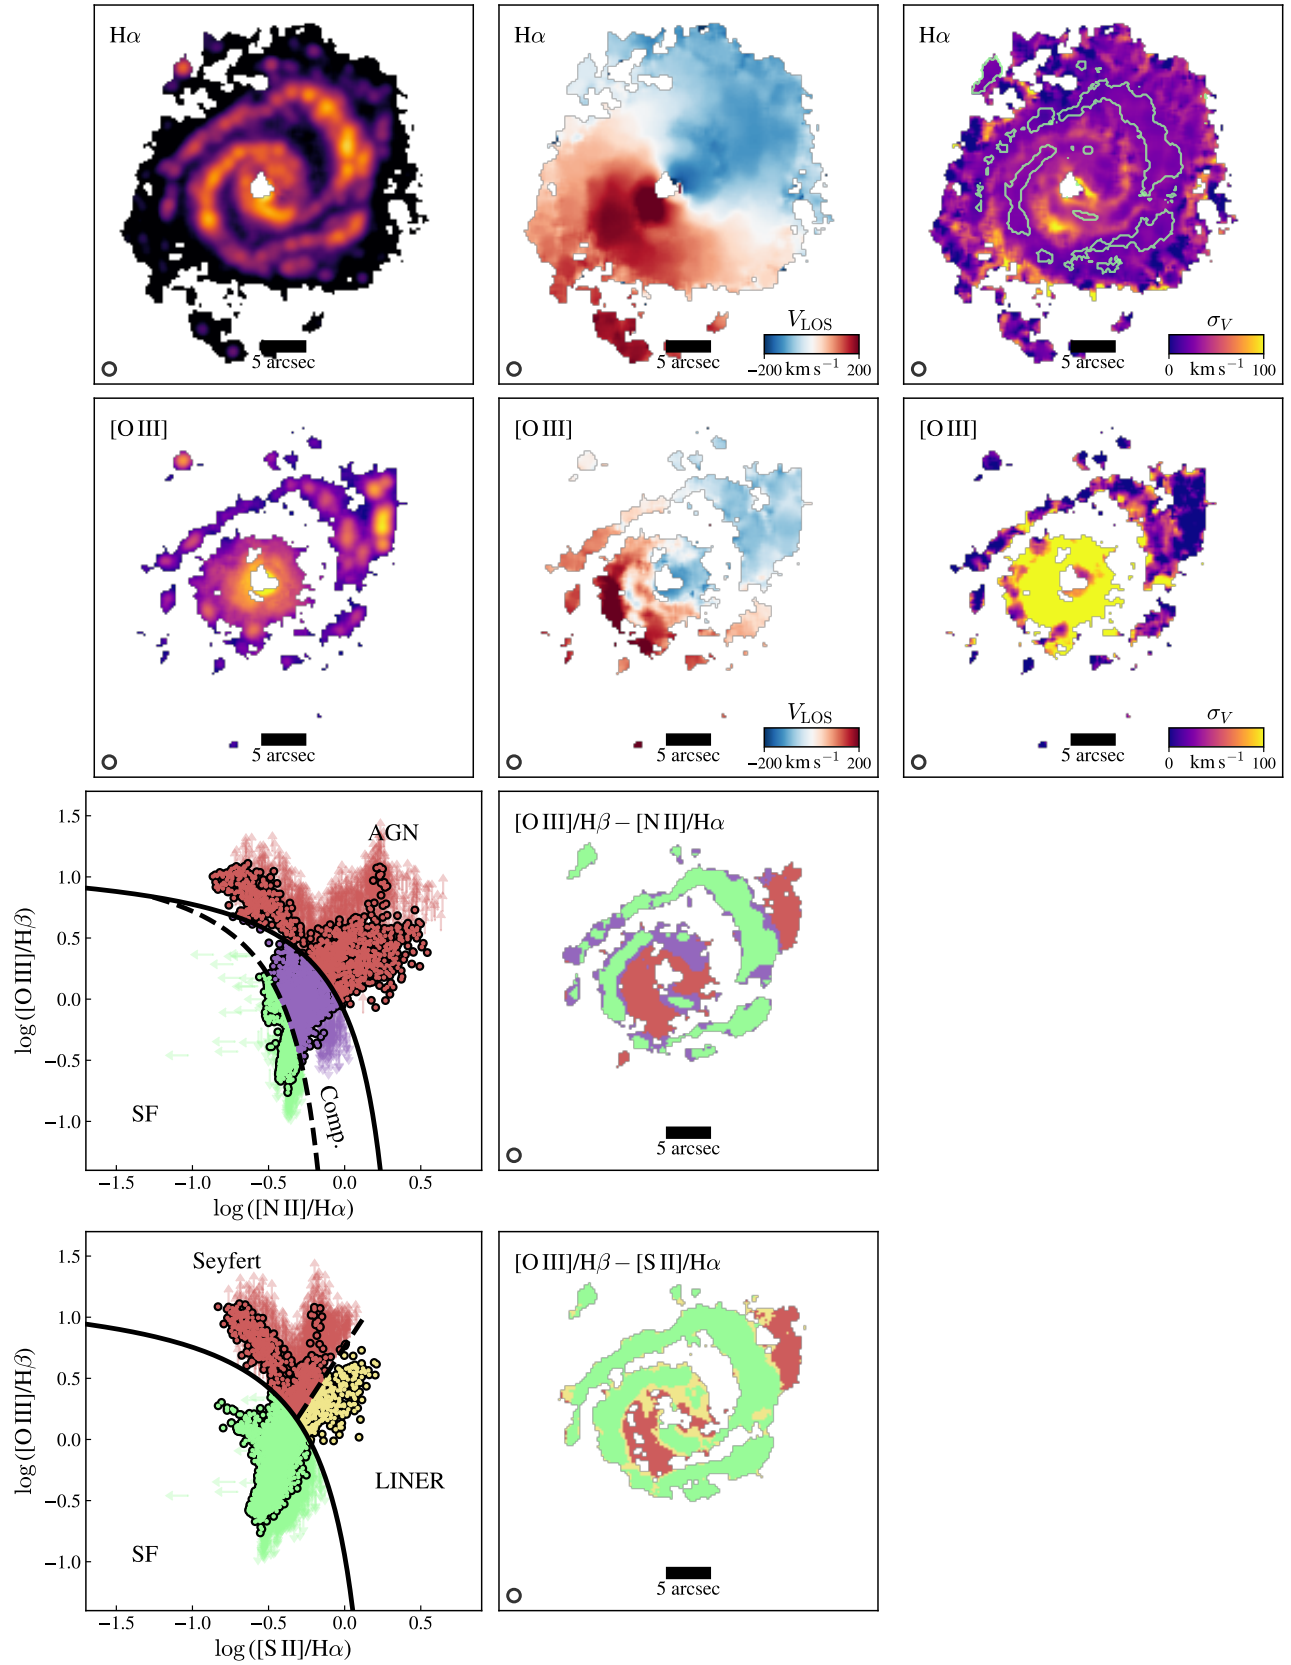 Hα
5 arcsec
Hα
V_LOS
−200 km s⁻¹ 200
5 arcsec
Hα
σ_V
0 km s⁻¹ 100
5 arcsec
[O III]
5 arcsec
[O III]
V_LOS
−200 km s⁻¹ 200
5 arcsec
[O III]
σ_V
0 km s⁻¹ 100
5 arcsec
AGN
SF
Comp.
1.5
1.0
0.5
0.0
−0.5
−1.0
log ([O III]/Hβ)
−1.5 −1.0 −0.5 0.0 0.5
log ([N II]/Hα)
[O III]/Hβ − [N II]/Hα
5 arcsec
Seyfert
LINER
SF
1.5
1.0
0.5
0.0
−0.5
−1.0
log ([O III]/Hβ)
−1.5 −1.0 −0.5 0.0 0.5
log ([S II]/Hα)
[O III]/Hβ − [S II]/Hα
5 arcsec